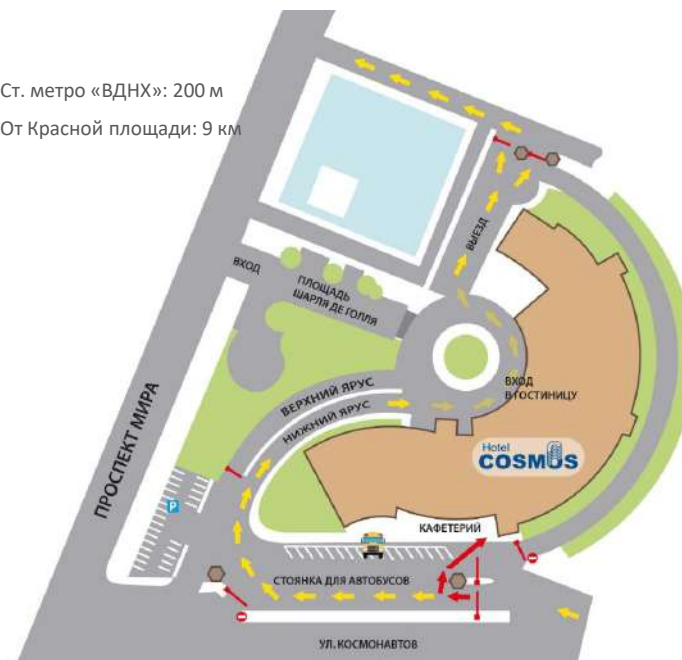 Ст. метро «ВДНХ»: 200 м
От Красной площади: 9 км
ВЫЕЗД
ВХОД
ПЛОЩАДЬ
ШАРЛЯ ДЕ ГОЛЛЯ
ВЕРХНИЙ ЯРУС
НИЖНИЙ ЯРУС
ВХОД
В ГОСТИНИЦУ
ПРОСПЕКТ МИРА
Hotel
COSMOS
P
КАФЕТЕРИЙ
СТОЯНКА ДЛЯ АВТОБУСОВ
УЛ. КОСМОНАВТОВ